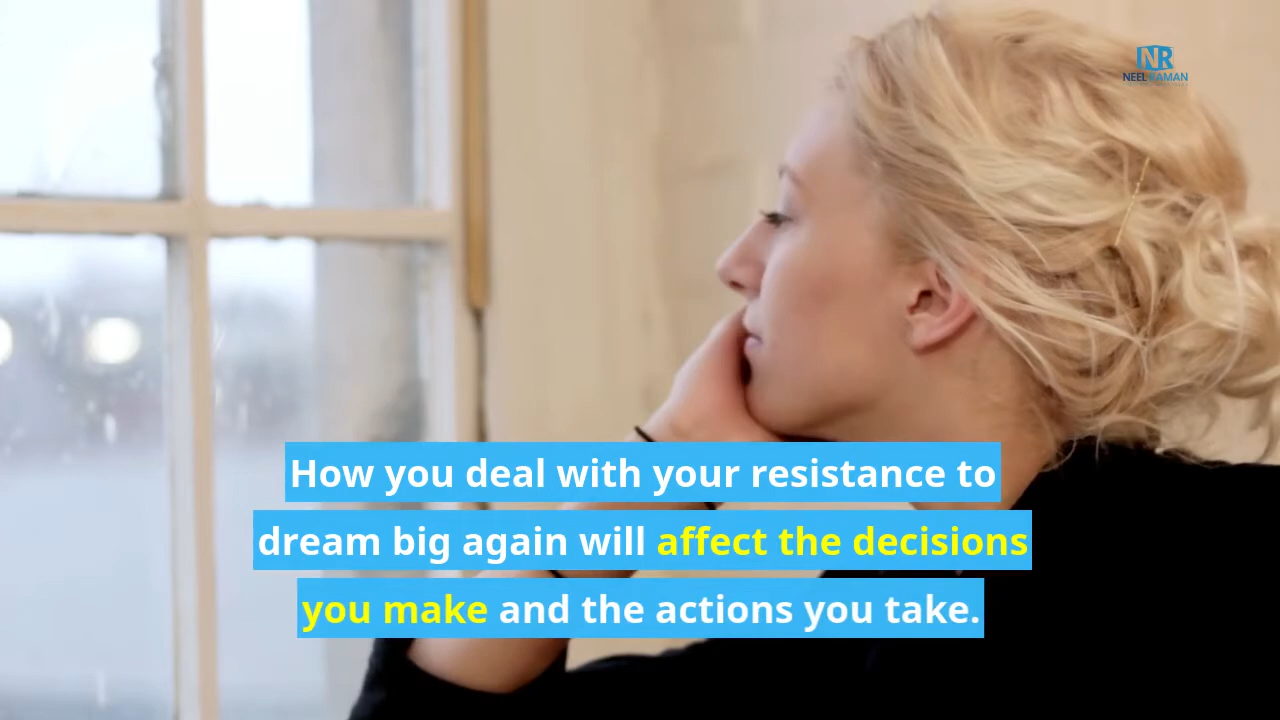 NR
NEEL RAMAN
How you deal with your resistance to
dream big again will affect the decisions
you make and the actions you take.